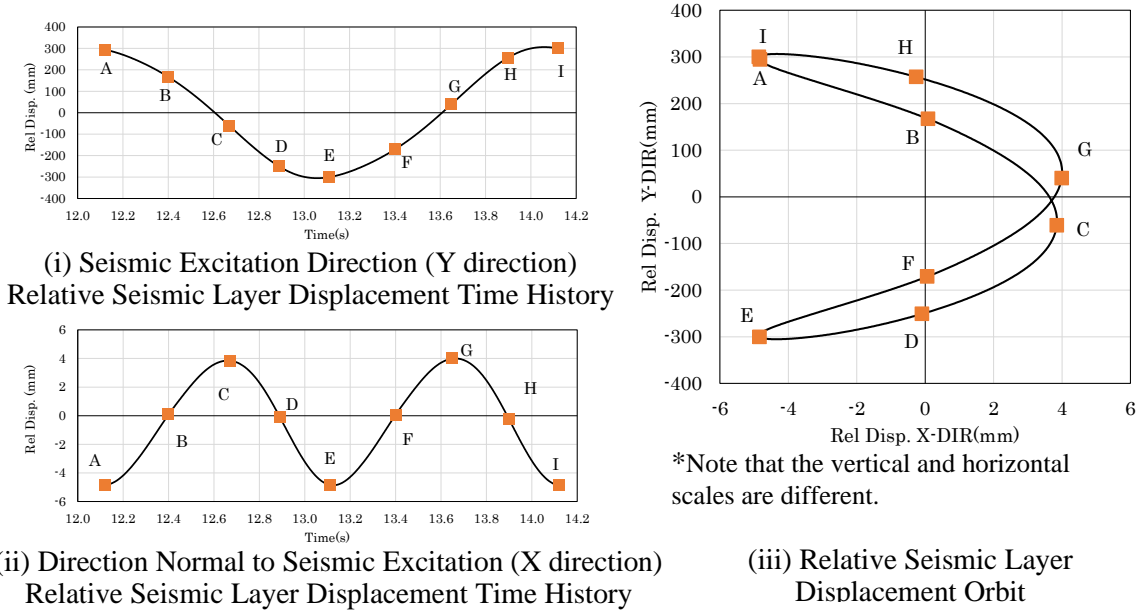 400
300
200
100
0
-100
-200
-300
-400
Rel Disp. (mm)
A
B
C
D
E
F
G
H
I
12.0 12.2 12.4 12.6 12.8 13.0 13.2 13.4 13.6 13.8 14.0 14.2
Time(s)
(i) Seismic Excitation Direction (Y direction)
Relative Seismic Layer Displacement Time History
6
4
2
0
-2
-4
-6
Rel Disp. (mm)
A
B
C
D
E
F
G
H
I
12.0 12.2 12.4 12.6 12.8 13.0 13.2 13.4 13.6 13.8 14.0 14.2
Time(s)
(ii) Direction Normal to Seismic Excitation (X direction)
Relative Seismic Layer Displacement Time History
400
300
200
100
0
-100
-200
-300
-400
Rel Disp. Y-DIR(mm)
I
A
H
B
G
C
F
E
D
-6 -4 -2 0 2 4 6
Rel Disp. X-DIR(mm)
*Note that the vertical and horizontal
scales are different.
(iii) Relative Seismic Layer
Displacement Orbit